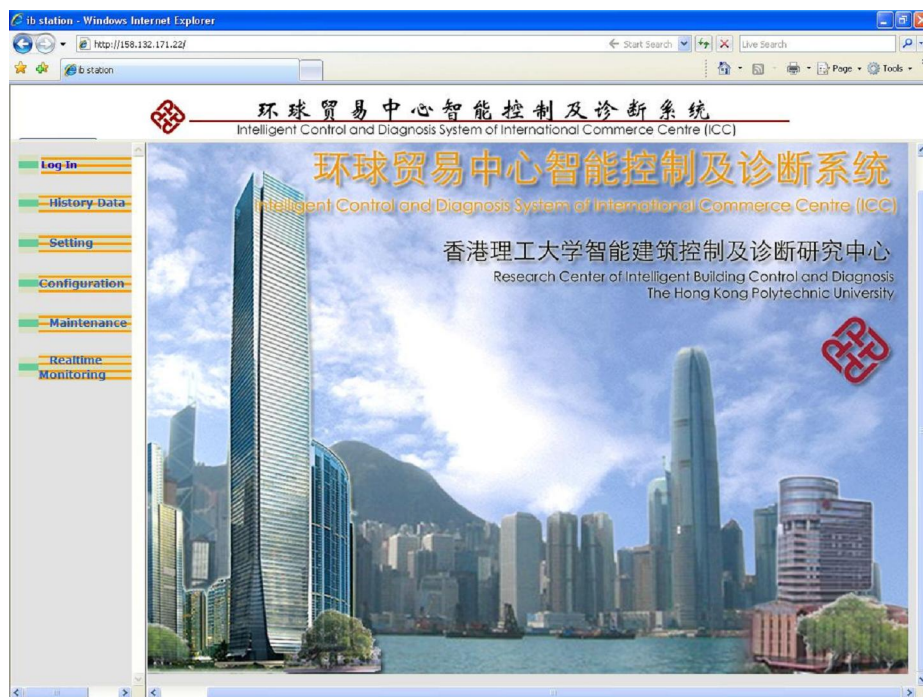 ib station - Windows Internet Explorer
http://158.132.171.22/
Start Search
Live Search
ib station
Page
Tools
环球贸易中心智能控制及诊断系统
Intelligent Control and Diagnosis System of International Commerce Centre (ICC)
Log In
History Data
Setting
Configuration
Maintenance
Realtime
Monitoring
环球贸易中心智能控制及诊断系统
Intelligent Control and Diagnosis System of International Commerce Centre (ICC)
香港理工大学智能建筑控制及诊断研究中心
Research Center of Intelligent Building Control and Diagnosis
The Hong Kong Polytechnic University